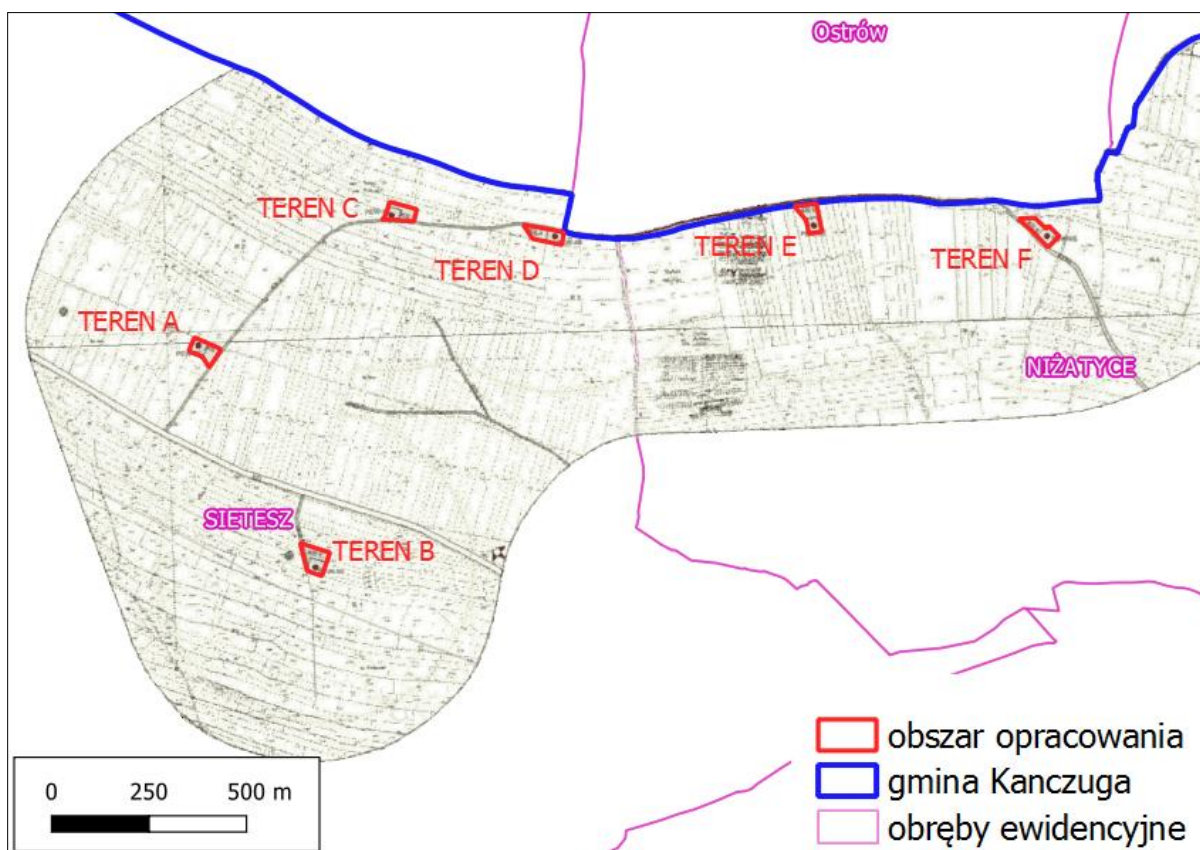 Ostrów
TEREN C
TEREN D
TEREN E
TEREN F
TEREN A
NIŻATYCE
SIETESZ
TEREN B
obszar opracowania
gmina Kanczuga
obręby ewidencyjne
0 250 500 m